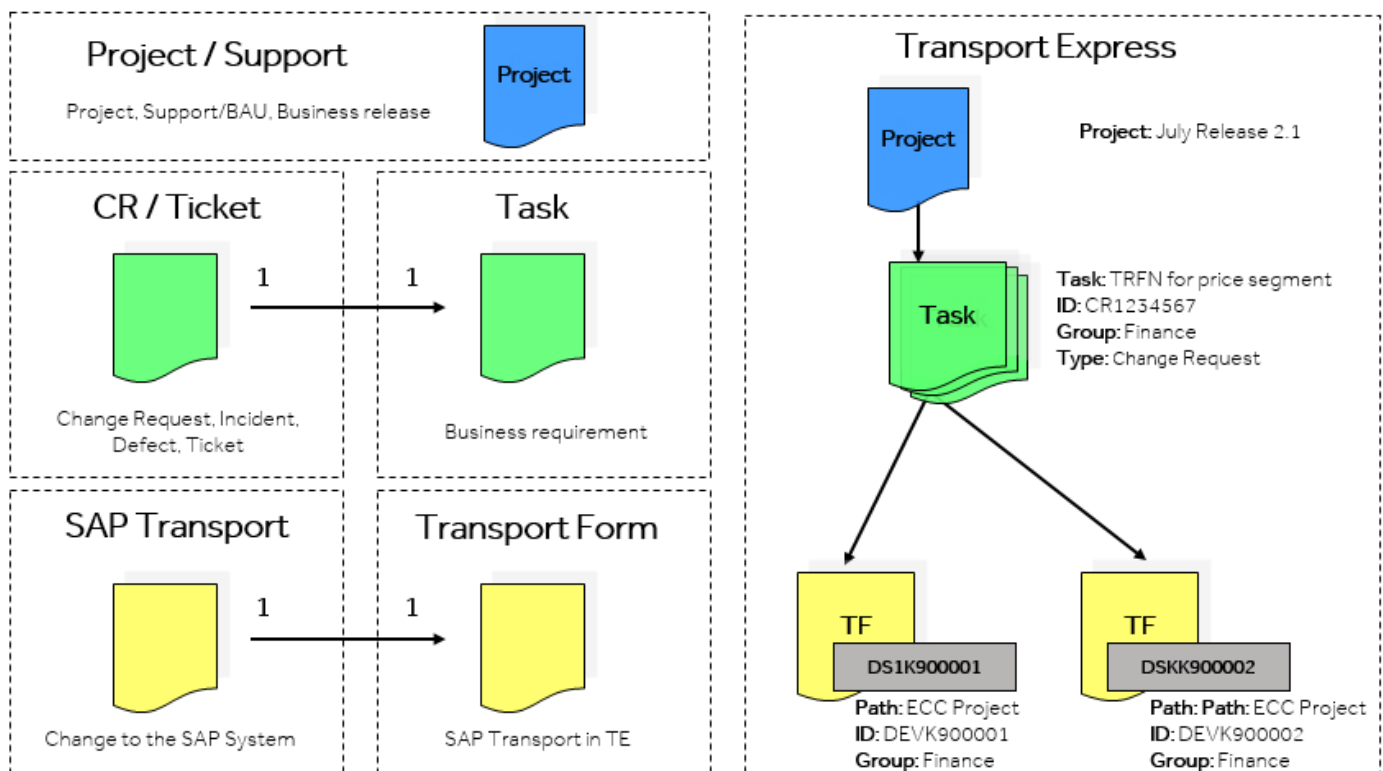 Project / Support
Project
Project, Support/BAU, Business release
CR / Ticket
1
1
Change Request, Incident,
Defect, Ticket
Task
Business requirement
SAP Transport
1
1
Change to the SAP System
Transport Form
SAP Transport in TE
Transport Express
Project
Project: July Release 2.1
Task
Task: TRFN for price segment
ID: CR1234567
Group: Finance
Type: Change Request
TF
DS1K900001
Path: ECC Project
ID: DEVK900001
Group: Finance
TF
DSKK900002
Path: Path: ECC Project
ID: DEVK900002
Group: Finance